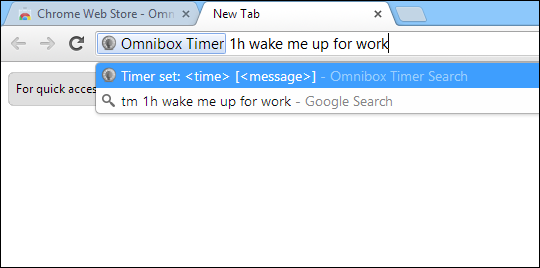 Chrome Web Store - Omn
New Tab
Omnibox Timer 1h wake me up for work
Timer set: <time> [<message>] - Omnibox Timer Search
For quick acces
tm 1h wake me up for work - Google Search